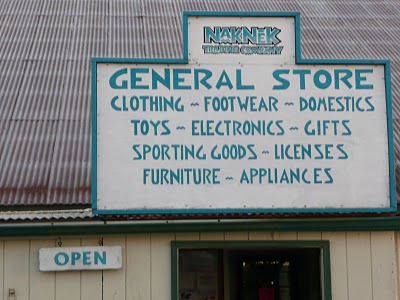 NAKNEK
TRADING COMPANY
GENERAL STORE
CLOTHING ~ FOOTWEAR ~ DOMESTICS
TOYS ~ ELECTRONICS ~ GIFTS
SPORTING GOODS ~ LICENSES
FURNITURE ~ APPLIANCES
OPEN